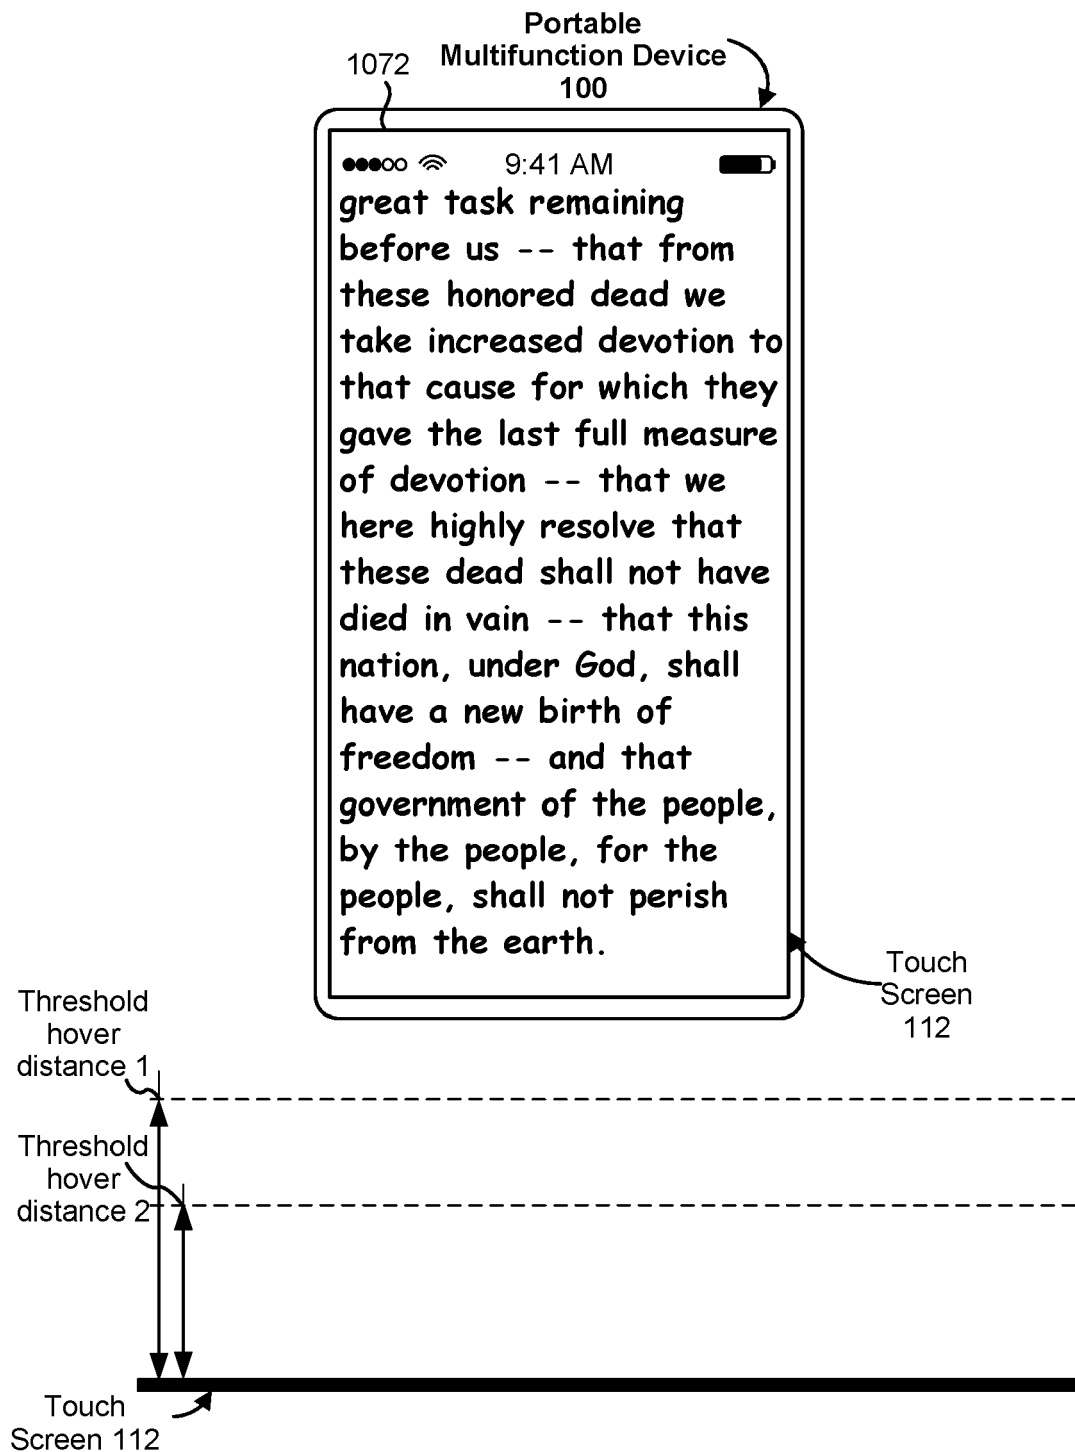 Portable
Multifunction Device
100
1072
9:41 AM
great task remaining
before us -- that from
these honored dead we
take increased devotion to
that cause for which they
gave the last full measure
of devotion -- that we
here highly resolve that
these dead shall not have
died in vain -- that this
nation, under God, shall
have a new birth of
freedom -- and that
government of the people,
by the people, for the
people, shall not perish
from the earth.
Touch
Screen
112
Threshold
hover
distance 1
Threshold
hover
distance 2
Touch
Screen 112